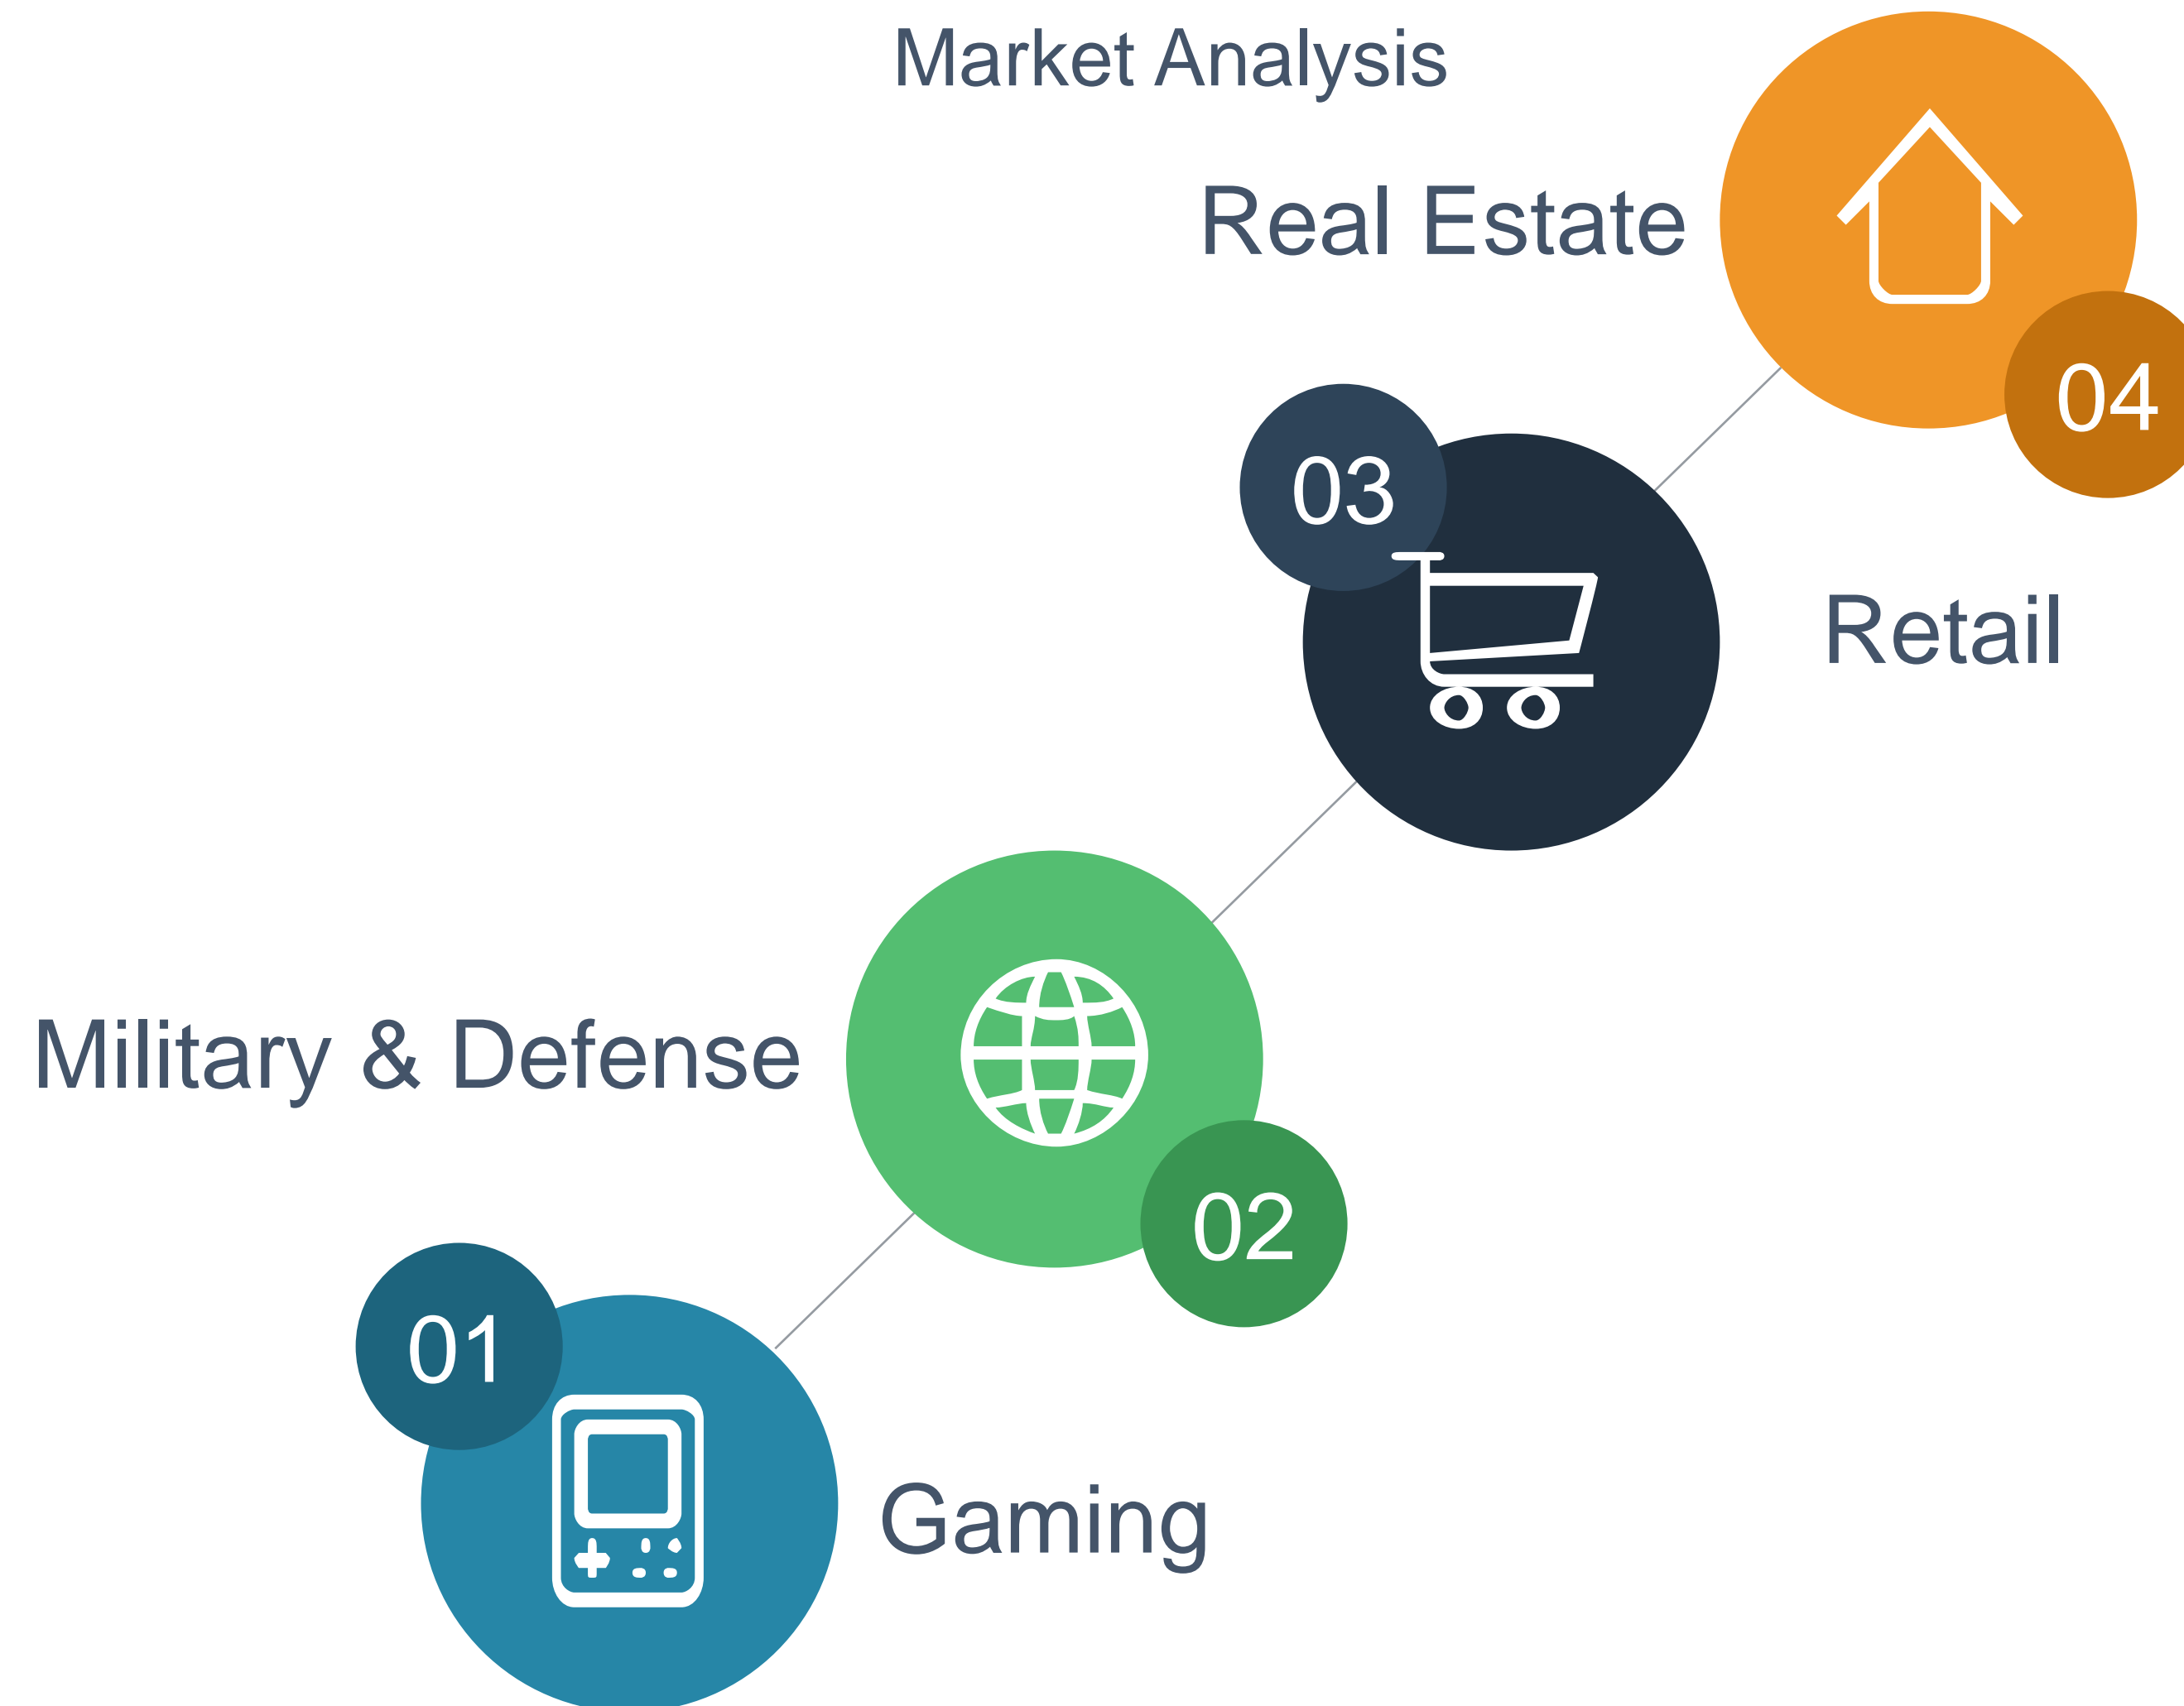 Market Analysis
Real Estate
04
03
Retail
Military & Defense
02
01
Gaming